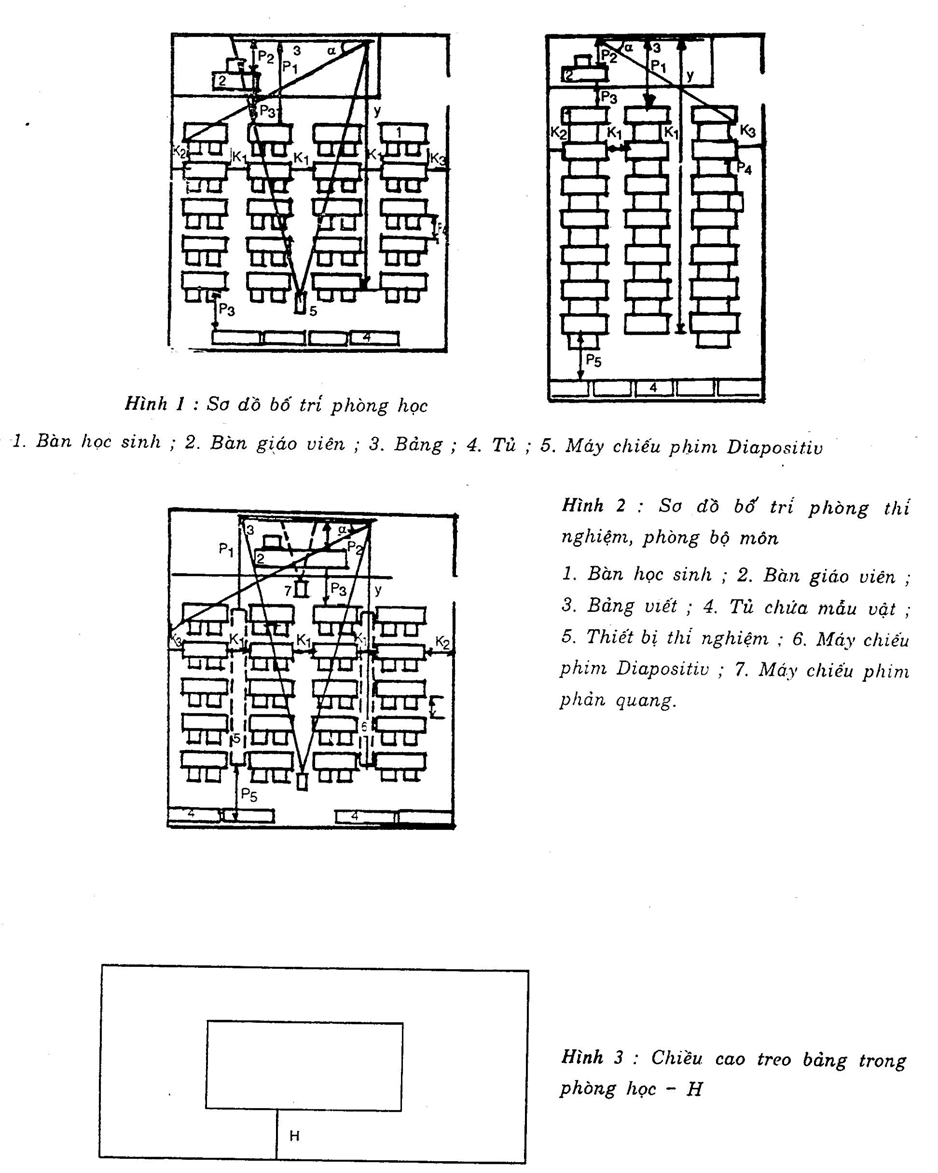 3 α
P2
P1
2
P3
y
1
K2 K1 K1 K1 K3
P3
5
4
α 3
P2
P1
y
2
P3
K2 K1 K1 K3
P4
P5
4
Hình 1 : Sơ dồ bố trí phòng học
1. Bàn học sinh ; 2. Bàn giáo viên ; 3. Bảng ; 4. Tủ ; 5. Máy chiếu phim Diapositiv
3 α
P1 P2
2
7 P3 y
K3 K1 K1 K2
5 6
P5
4 4
Hình 2 : Sơ dồ bố trí phòng thí
nghiệm, phòng bộ môn
1. Bàn học sinh ; 2. Bàn giáo viên ;
3. Bảng viết ; 4. Tủ chứa mẫu vật ;
5. Thiết bị thí nghiệm ; 6. Máy chiếu
phim Diapositiv ; 7. Máy chiếu phim
phản quang.
H
Hình 3 : Chiều cao treo bảng trong
phòng học – H